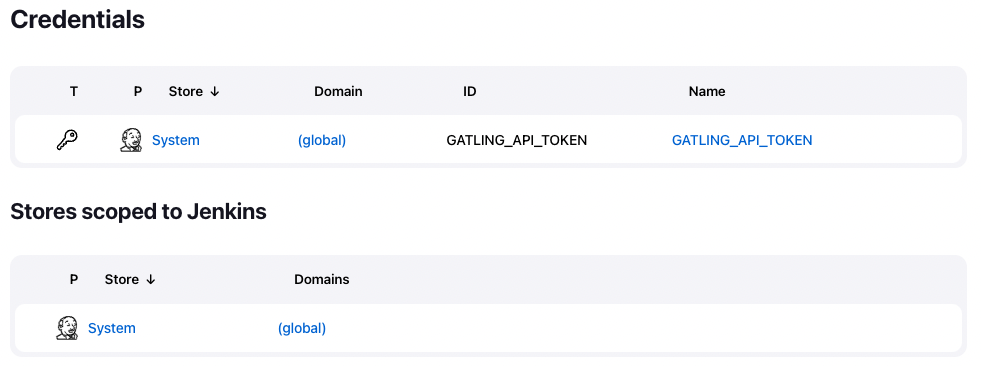 Credentials
T P Store ↓ Domain ID Name
System (global) GATLING_API_TOKEN GATLING_API_TOKEN
Stores scoped to Jenkins
P Store ↓ Domains
System (global)